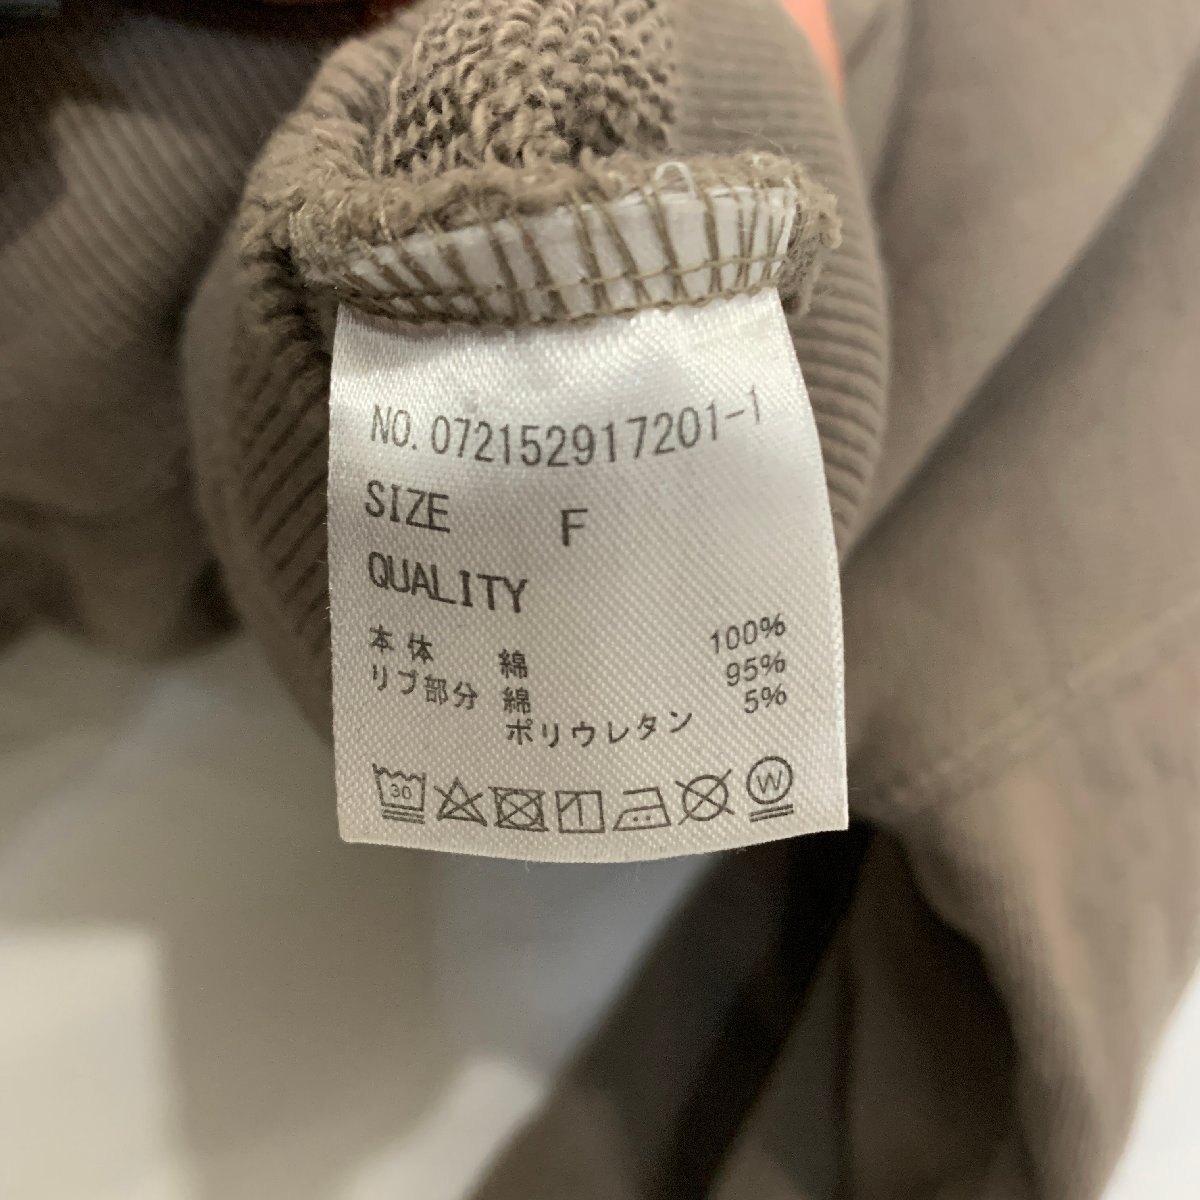 NO. 072152917201-1
SIZE F
QUALITY
本体 綿 100%
リブ部分 綿 95%
ポリウレタン 5%
30 W